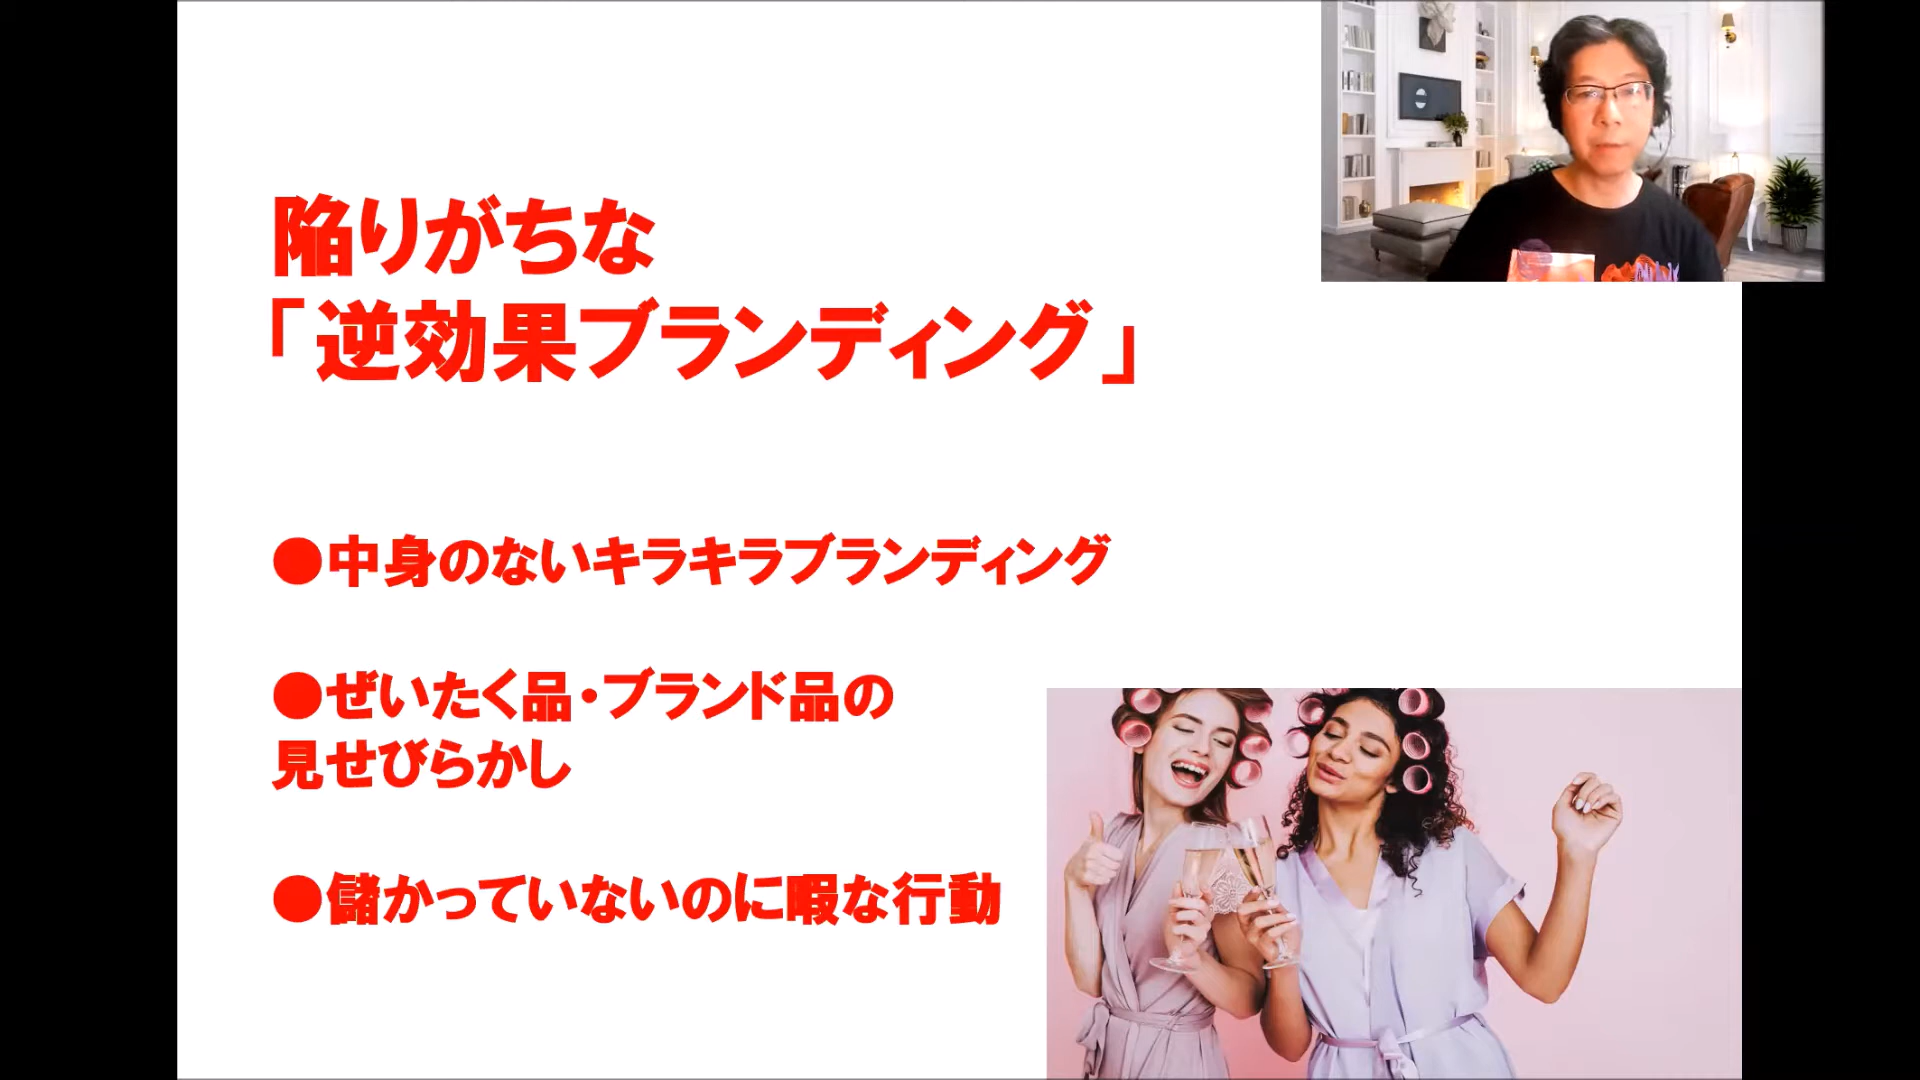 陥りがちな
「逆効果ブランディング」
●中身のないキラキラブランディング
●ぜいたく品・ブランド品の
見せびらかし
●儲かっていないのに暇な行動